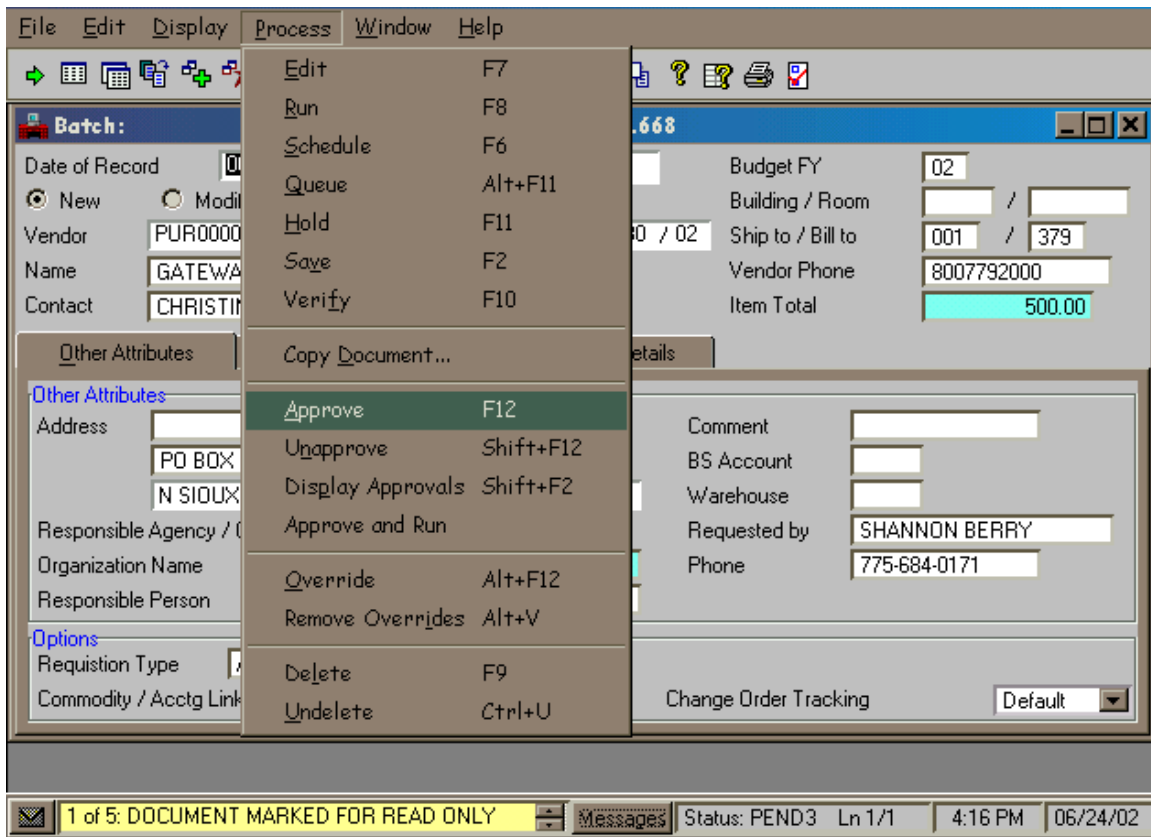 File Edit Display Process Window Help
Edit F7
Run F8
Schedule F6
Queue Alt+F11
Hold F11
Save F2
Verify F10
Copy Document...
Approve F12
Unapprove Shift+F12
Display Approvals Shift+F2
Approve and Run
Override Alt+F12
Remove Overrides Alt+V
Delete F9
Undelete Ctrl+U
Batch: .668
Date of Record Budget FY 02
New Building / Room /
Vendor PUR0000 / 02 Ship to / Bill to 001 / 379
Name Vendor Phone 8007792000
Contact Item Total 500.00
Other Attributes
Other Attributes
Address Comment
PO BOX BS Account
N SIOUX Warehouse
Responsible Agency / Requested by SHANNON BERRY
Organization Name Phone 775-684-0171
Responsible Person
Options
Requistion Type
Commodity / Acctg Link Change Order Tracking Default
1 of 5: DOCUMENT MARKED FOR READ ONLY Messages Status: PEND3 Ln 1/1 4:16 PM 06/24/02